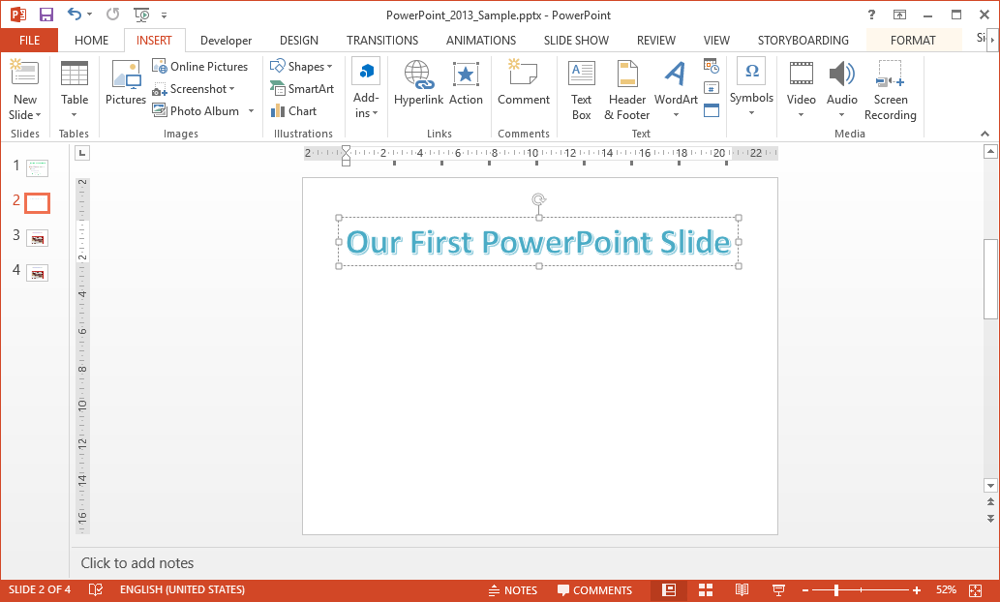 PowerPoint_2013_Sample.pptx - PowerPoint
?
FILE HOME INSERT Developer DESIGN TRANSITIONS ANIMATIONS SLIDE SHOW REVIEW VIEW STORYBOARDING FORMAT Si
New Slide
Slides
Table
Tables
Pictures
Online Pictures
Screenshot
Photo Album
Images
Shapes
SmartArt
Chart
Illustrations
Add-ins
Hyperlink
Action
Links
Comment
Comments
Text Box
Header & Footer
WordArt
Text
Symbols
Video
Audio
Screen Recording
Media
2 2 4 6 8 10 12 14 16 18 20 22
1
2
3
4
2
2
4
6
8
10
12
14
16
Our First PowerPoint Slide
Click to add notes
SLIDE 2 OF 4 ENGLISH (UNITED STATES) NOTES COMMENTS 52%